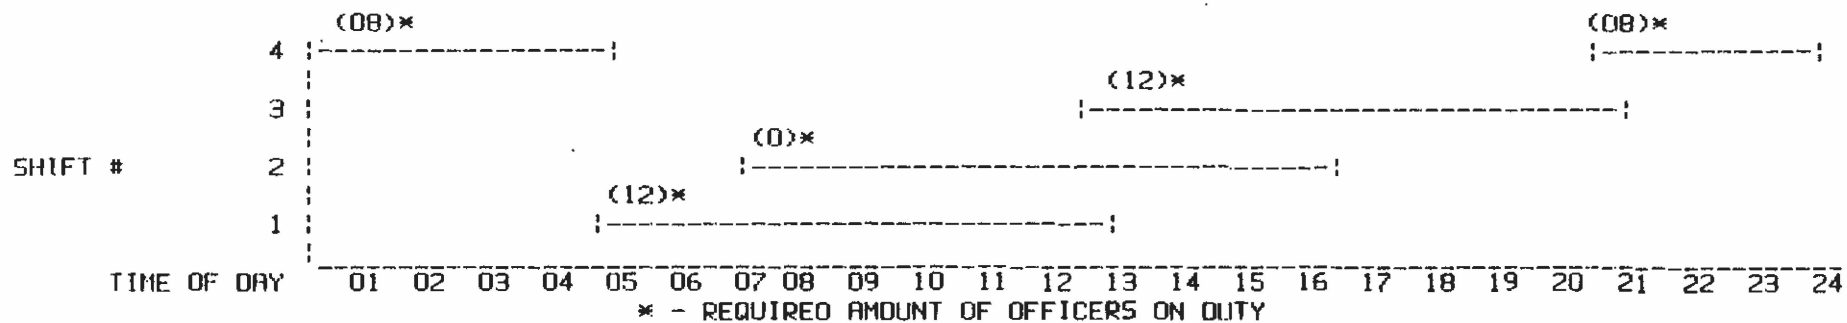 (08)* (08)*
4 |------------------| |--------------|
(12)*
3 |----------------------------------|
(0)*
SHIFT # 2 |-------------------------------------|
(12)*
1 |--------------------------------|
TIME OF DAY 01 02 03 04 05 06 07 08 09 10 11 12 13 14 15 16 17 18 19 20 21 22 23 24
* - REQUIRED AMOUNT OF OFFICERS ON DUTY